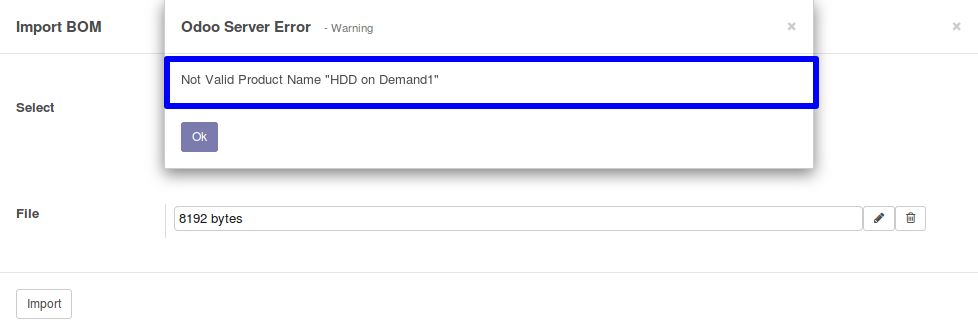 Import BOM
Odoo Server Error - Warning
×
×
Not Valid Product Name "HDD on Demand1"
Select
Ok
File
8192 bytes
Import